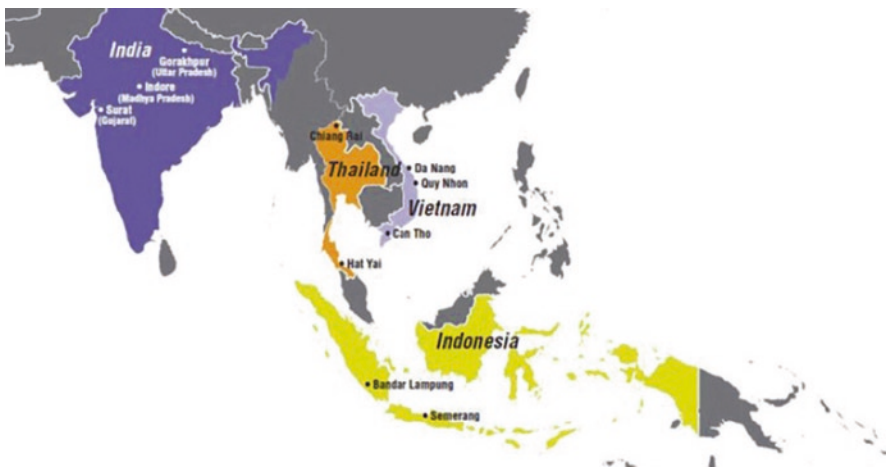 India
Gorakhpur
(Uttar Pradesh)
Indore
(Madhya Pradesh)
Surat
(Gujarat)
Chiang Rai
Thailand
Da Nang
Quy Nhon
Vietnam
Can Tho
Hat Yai
Indonesia
Bandar Lampung
Semerang